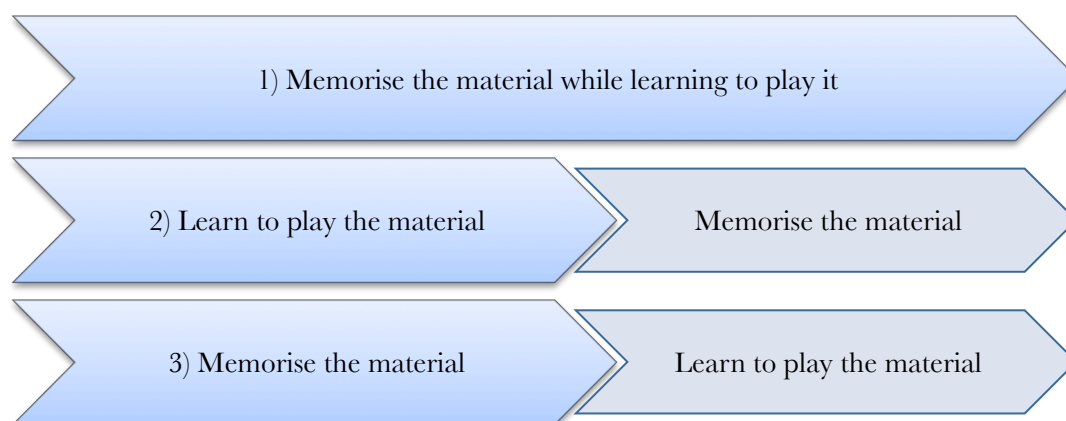 1) Memorise the material while learning to play it
2) Learn to play the material
Memorise the material
3) Memorise the material
Learn to play the material